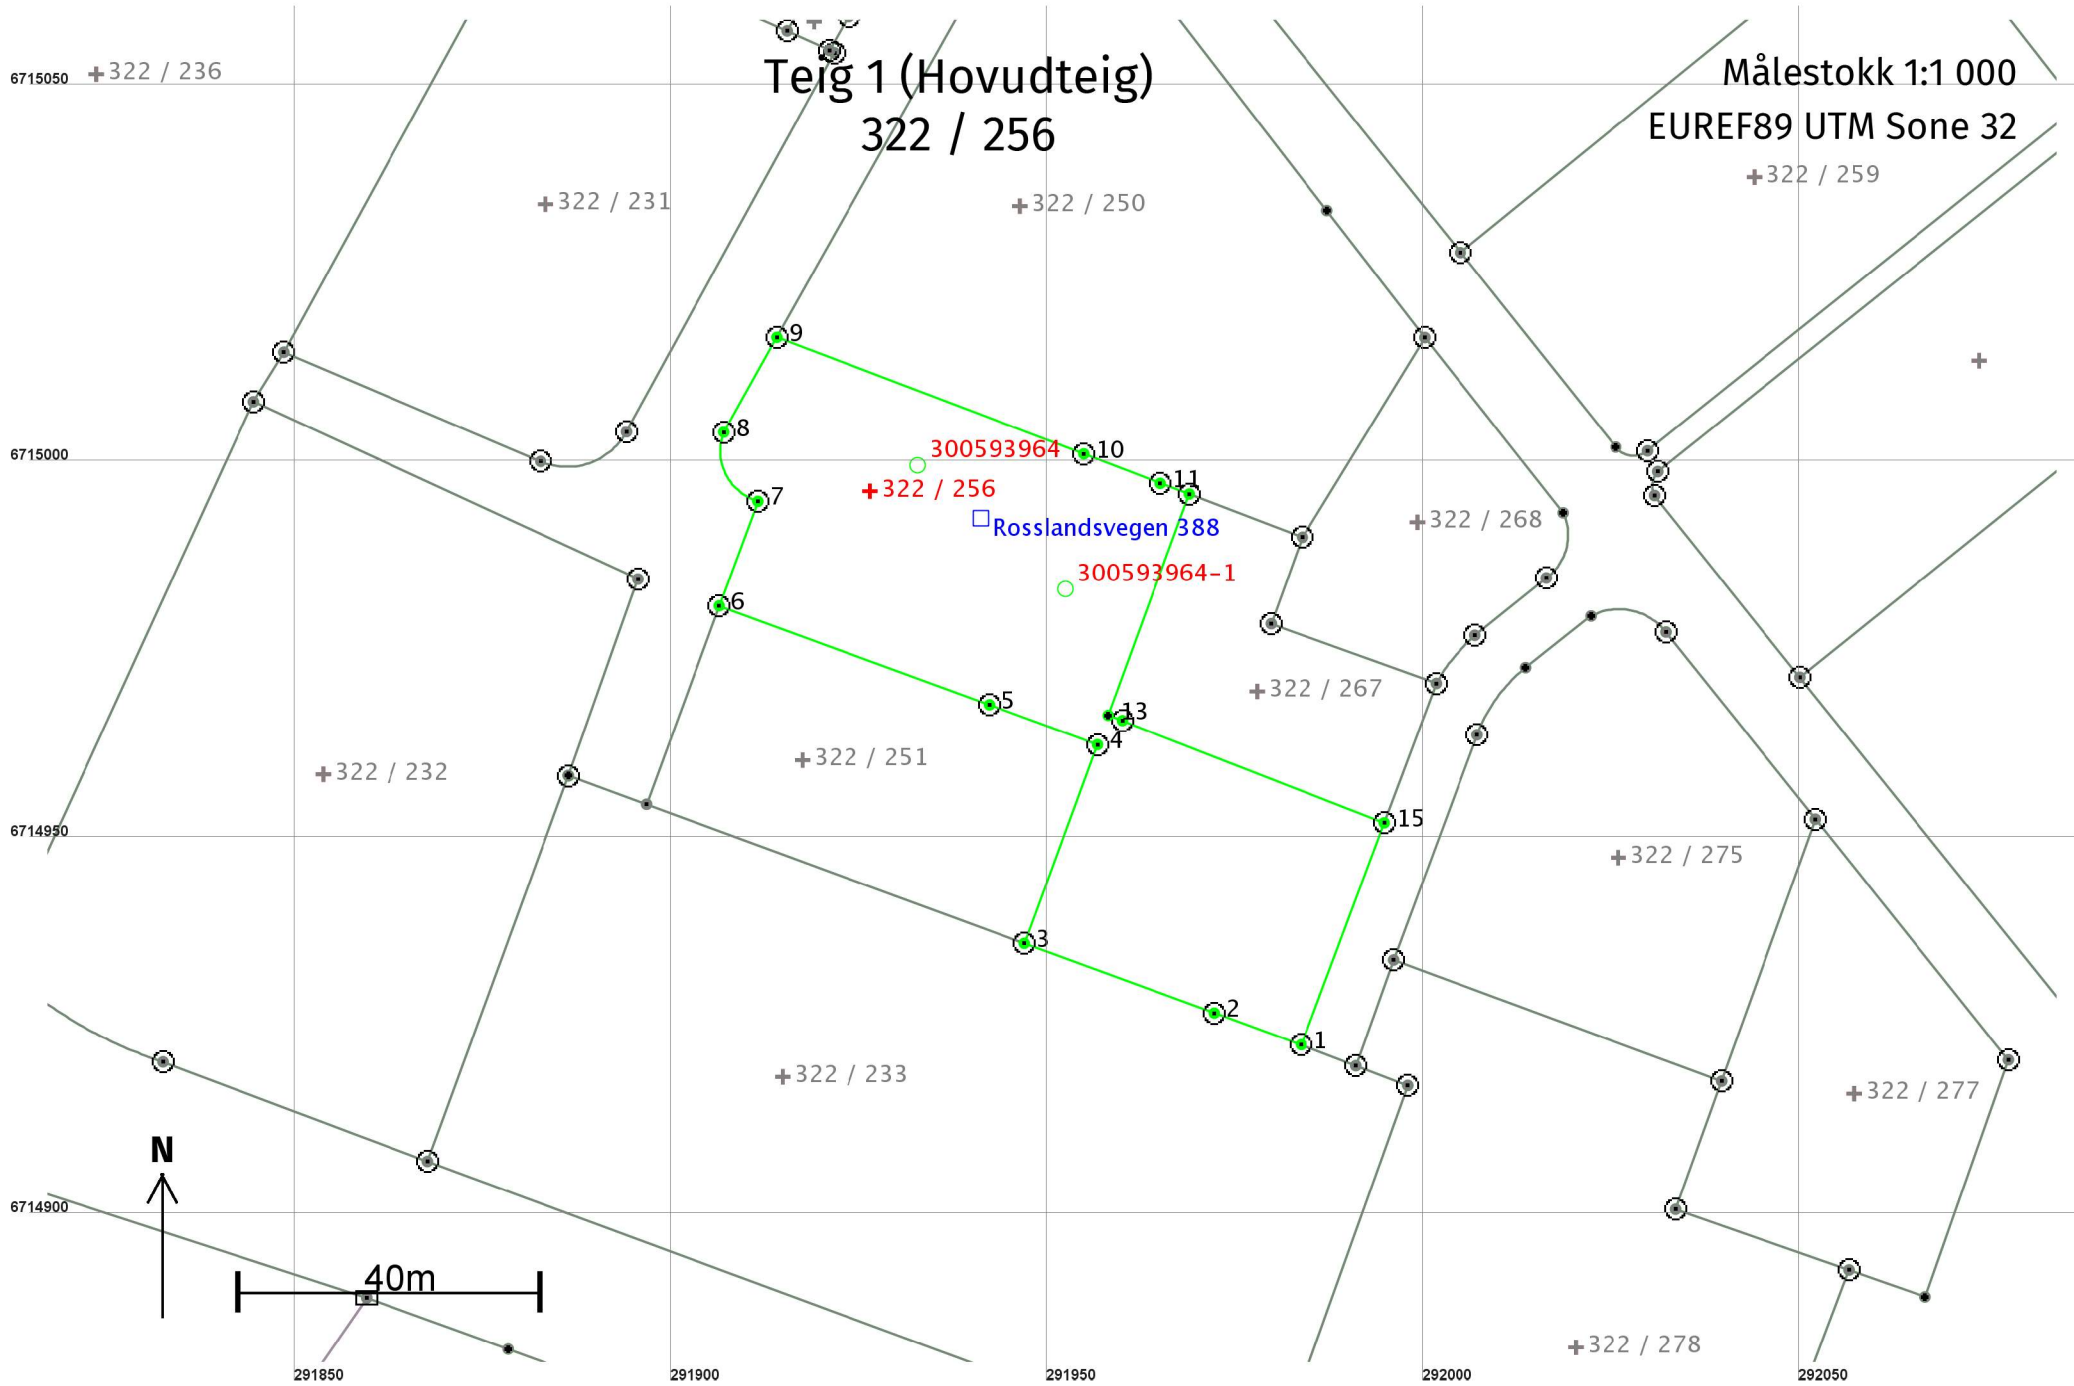 Teig 1 (Hovudteig)
322 / 256
Målestokk 1:1 000
EUREF89 UTM Sone 32
6715050
322 / 236
322 / 231
322 / 250
322 / 259
9
8
300593964
10
6715000
7
322 / 256
11
Rosslandsvegen 388
322 / 268
300593964-1
6
5
13
4
322 / 267
322 / 251
322 / 232
15
6714950
322 / 275
3
2
1
322 / 233
322 / 277
N
6714900
40m
322 / 278
291850
291900
291950
292000
292050